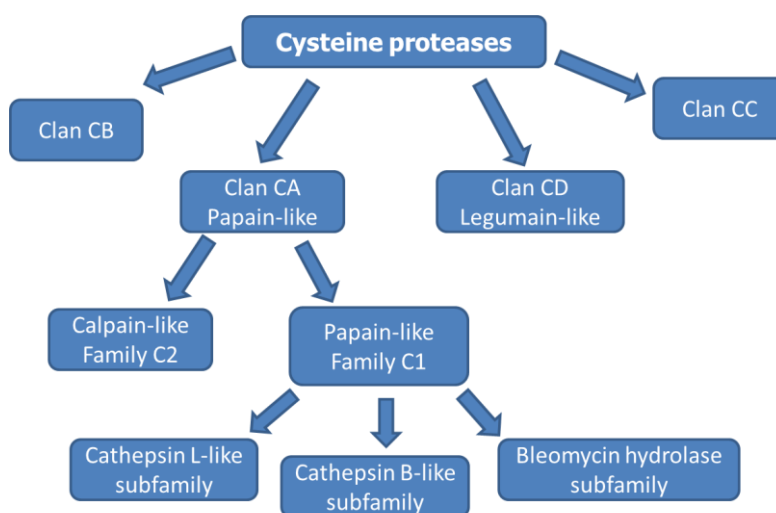 Cysteine proteases
Clan CB
Clan CC
Clan CA
Papain-like
Clan CD
Legumain-like
Calpain-like
Family C2
Papain-like
Family C1
Cathepsin L-like
subfamily
Cathepsin B-like
subfamily
Bleomycin hydrolase
subfamily